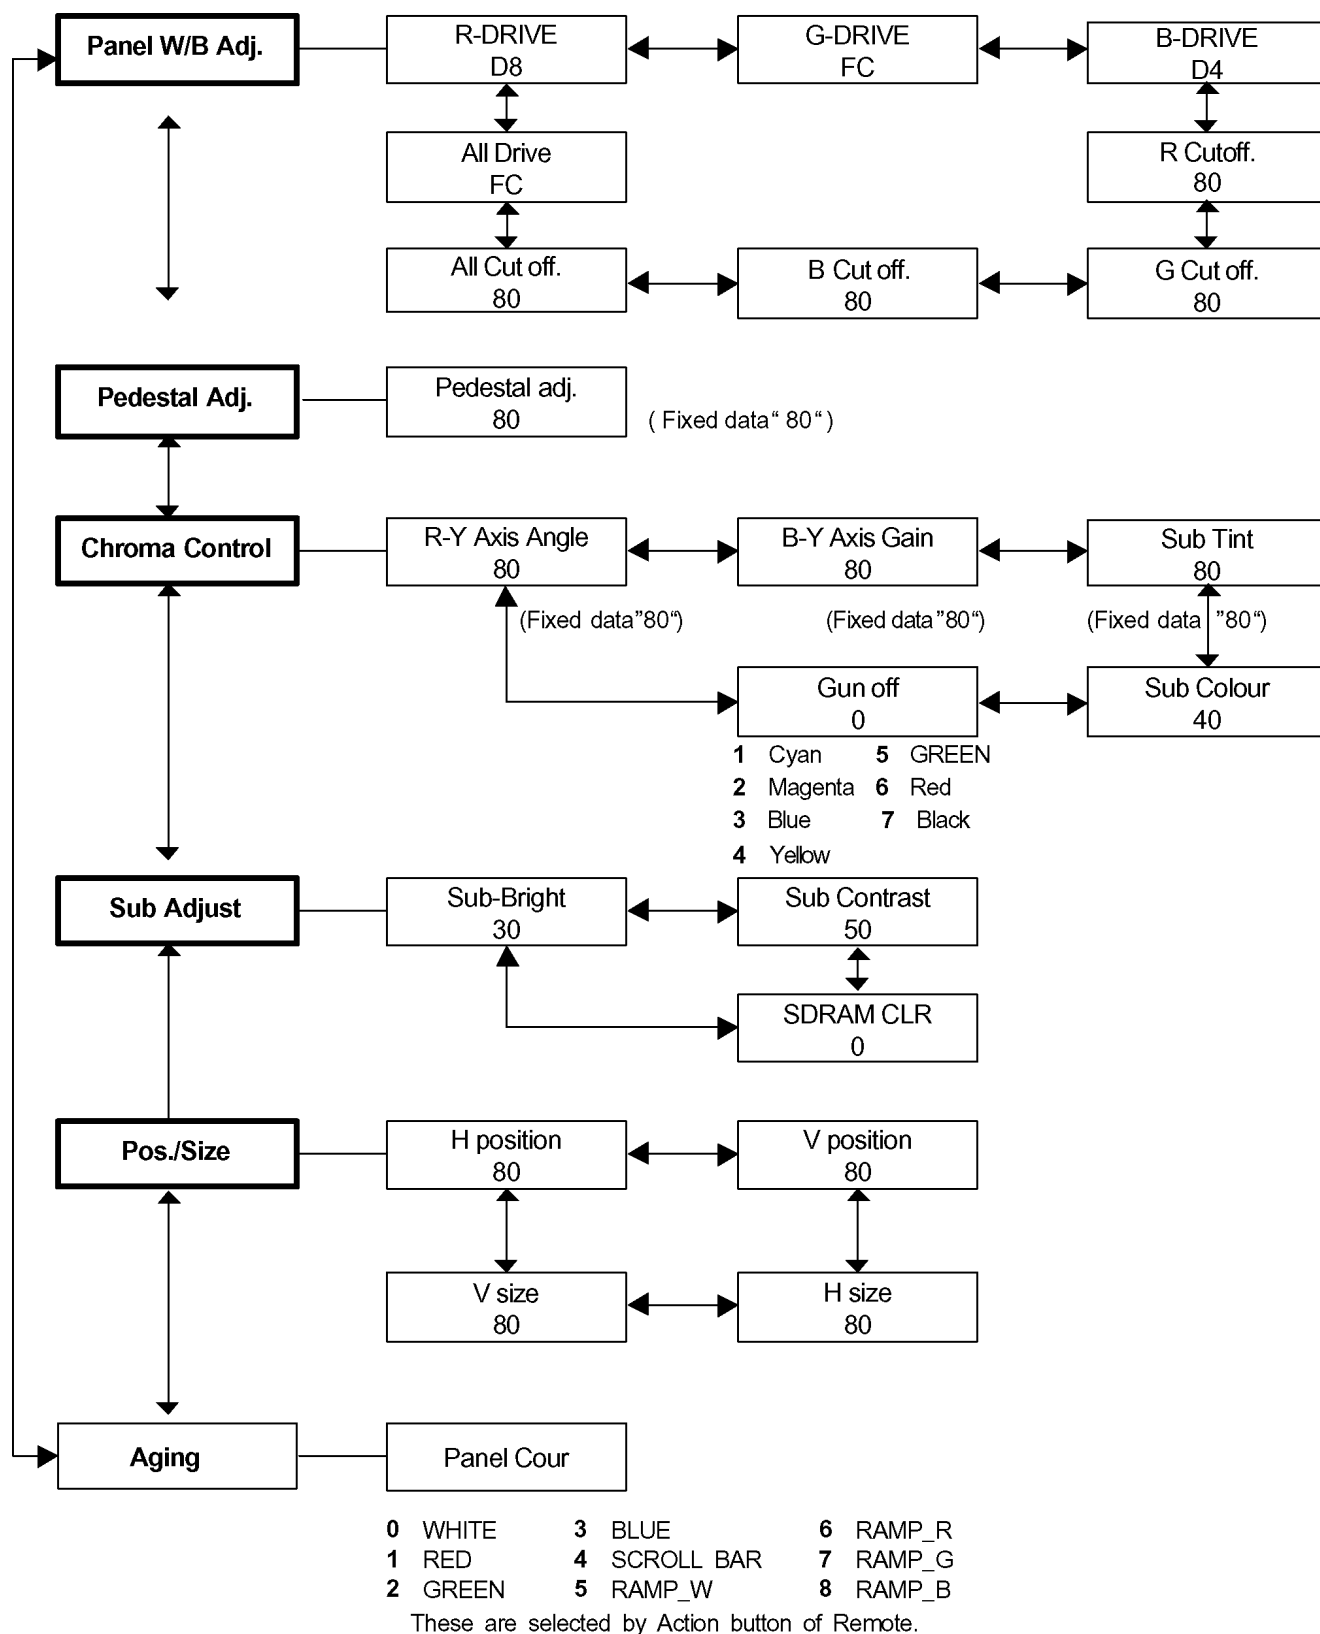 Panel W/B Adj.
R-DRIVE
D8
G-DRIVE
FC
B-DRIVE
D4
All Drive
FC
R Cutoff.
80
All Cut off.
80
B Cut off.
80
G Cut off.
80
Pedestal Adj.
Pedestal adj.
80
( Fixed data“ 80“ )
Chroma Control
R-Y Axis Angle
80
B-Y Axis Gain
80
Sub Tint
80
(Fixed data”80“)
(Fixed data”80“)
(Fixed data ”80“)
Gun off
0
Sub Colour
40
1 Cyan 5 GREEN
2 Magenta 6 Red
3 Blue 7 Black
4 Yellow
Sub Adjust
Sub-Bright
30
Sub Contrast
50
SDRAM CLR
0
Pos./Size
H position
80
V position
80
V size
80
H size
80
Aging
Panel Cour
0 WHITE 3 BLUE 6 RAMP_R
1 RED 4 SCROLL BAR 7 RAMP_G
2 GREEN 5 RAMP_W 8 RAMP_B
These are selected by Action button of Remote.